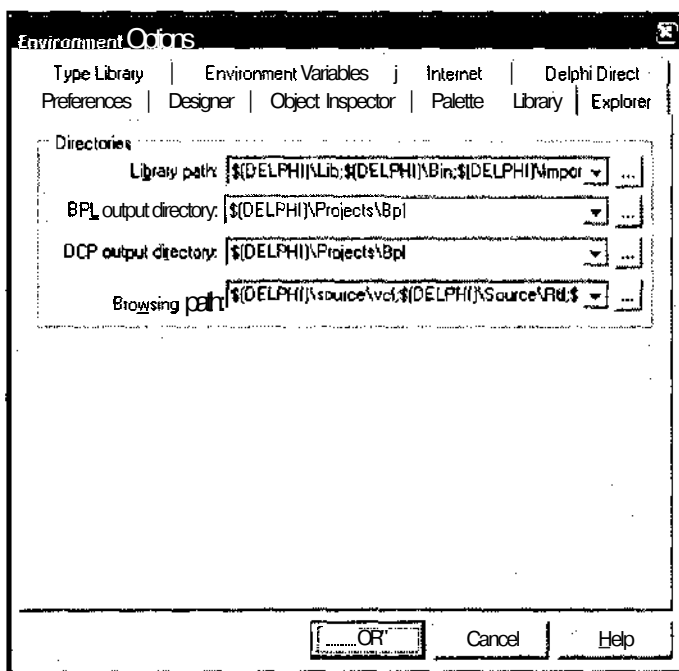 Environment Options
Type Library | Environment Variables j Internet | Delphi Direct
Preferences | Designer | Object Inspector | Palette Library | Explorer
Directories
Library path: $(DELPHI)\Lib;$(DELPHI)\Bin;$(DELPHI)\Impor ...
BPL output directory: $(DELPHI)\Projects\Bpl ...
DCP output directory: $(DELPHI)\Projects\Bpl ...
Browsing path: $(DELPHI)\source\vcl;$(DELPHI)\Source\Rtl;$ ...
OR"
Cancel
Help